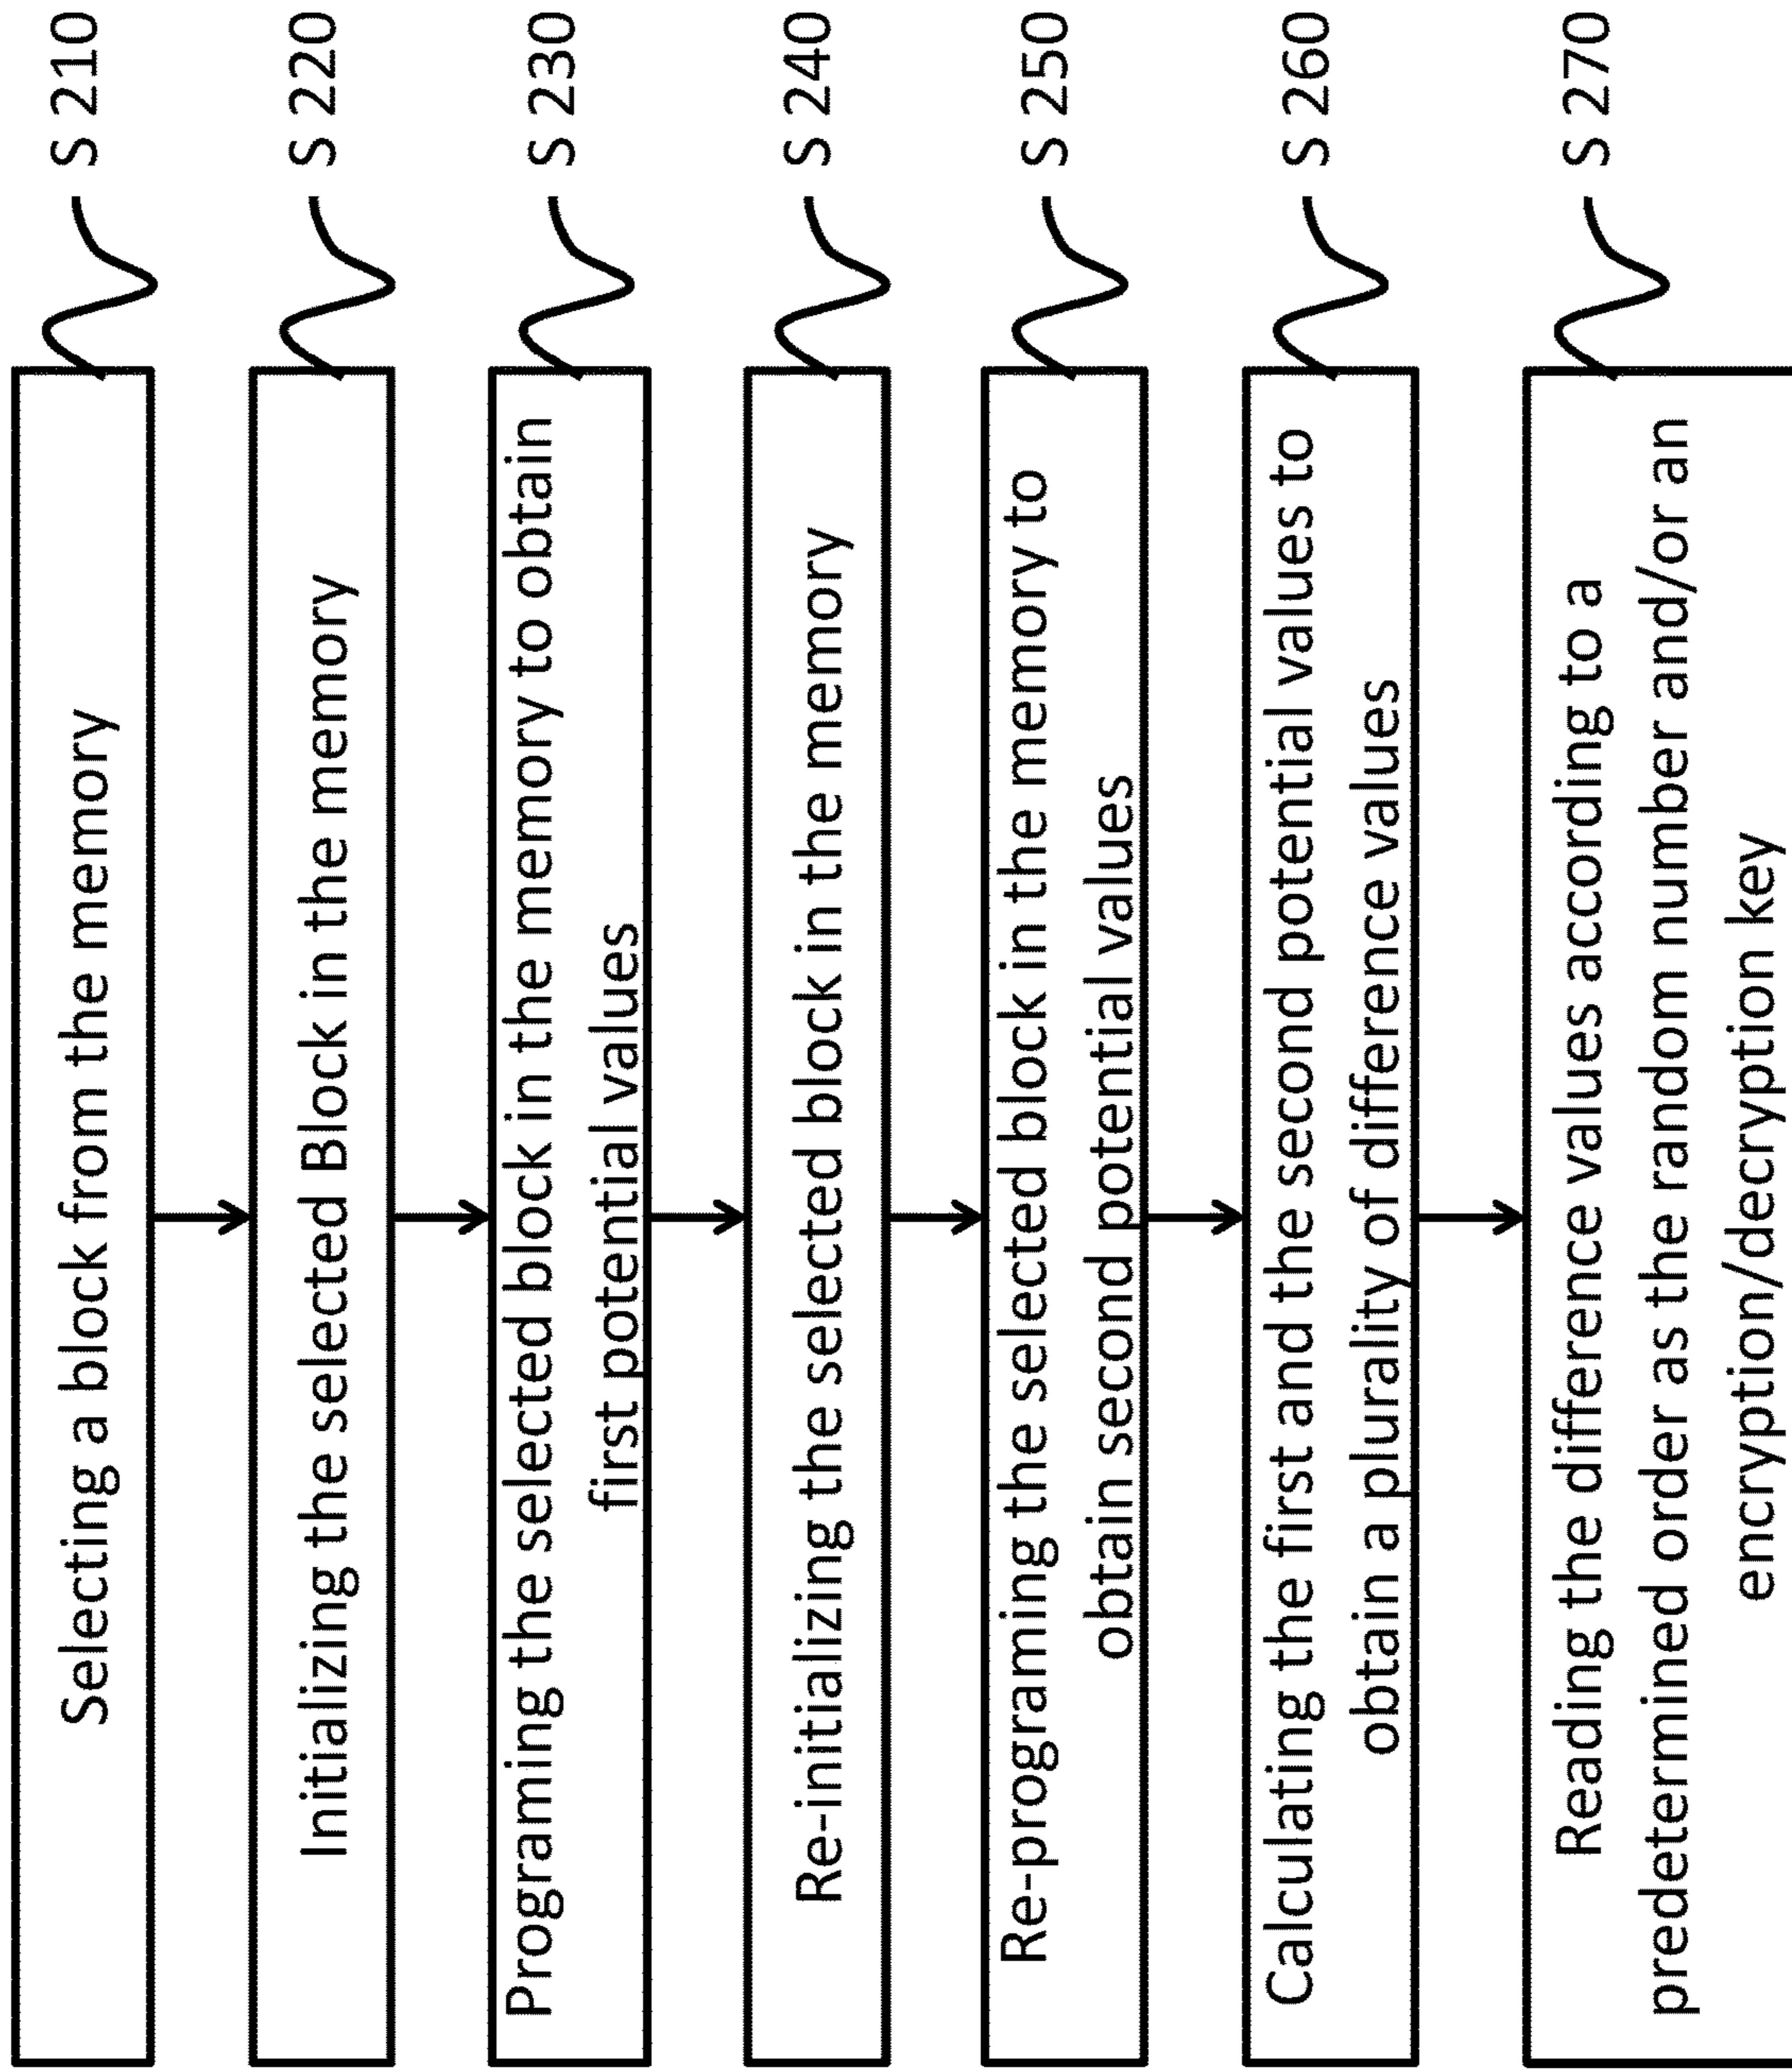 Selecting a block from the memory
S 210
Initializing the selected Block in the memory
S 220
Programing the selected block in the memory to obtain
first potential values
S 230
Re-initializing the selected block in the memory
S 240
Re-programing the selected block in the memory to
obtain second potential values
S 250
Calculating the first and the second potential values to
obtain a plurality of difference values
S 260
Reading the difference values according to a
predetermined order as the random number and/or an
encryption/decryption key
S 270